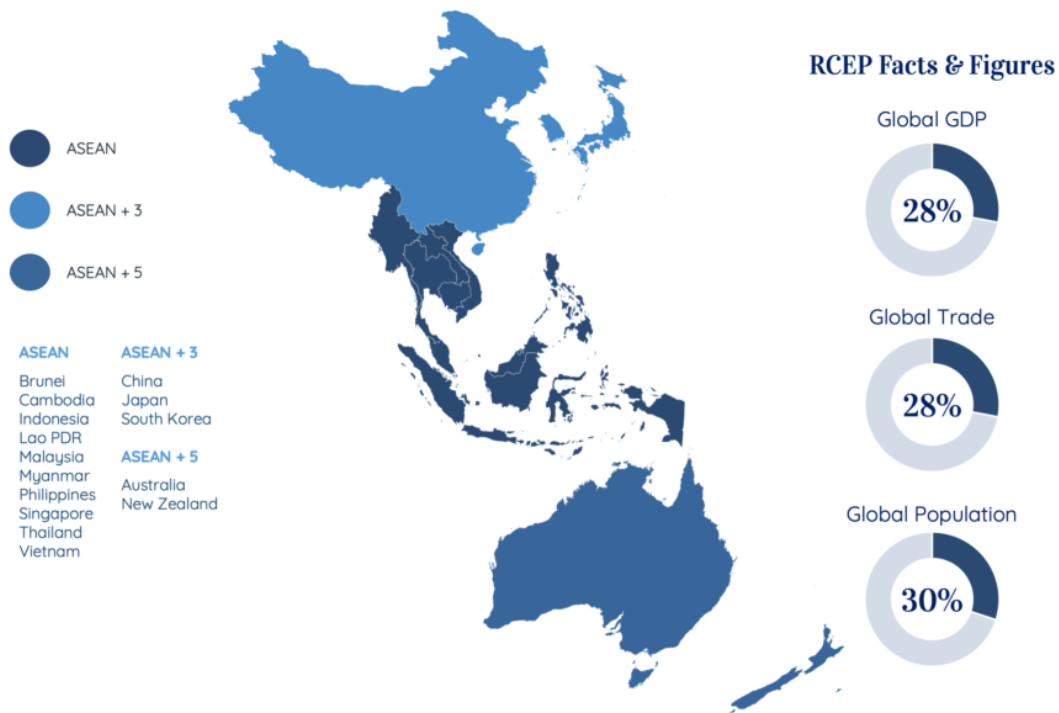 RCEP Facts & Figures
ASEAN
ASEAN + 3
ASEAN + 5
ASEAN
Brunei
Cambodia
Indonesia
Lao PDR
Malaysia
Myanmar
Philippines
Singapore
Thailand
Vietnam
ASEAN + 3
China
Japan
South Korea
ASEAN + 5
Australia
New Zealand
Global GDP
28%
Global Trade
28%
Global Population
30%